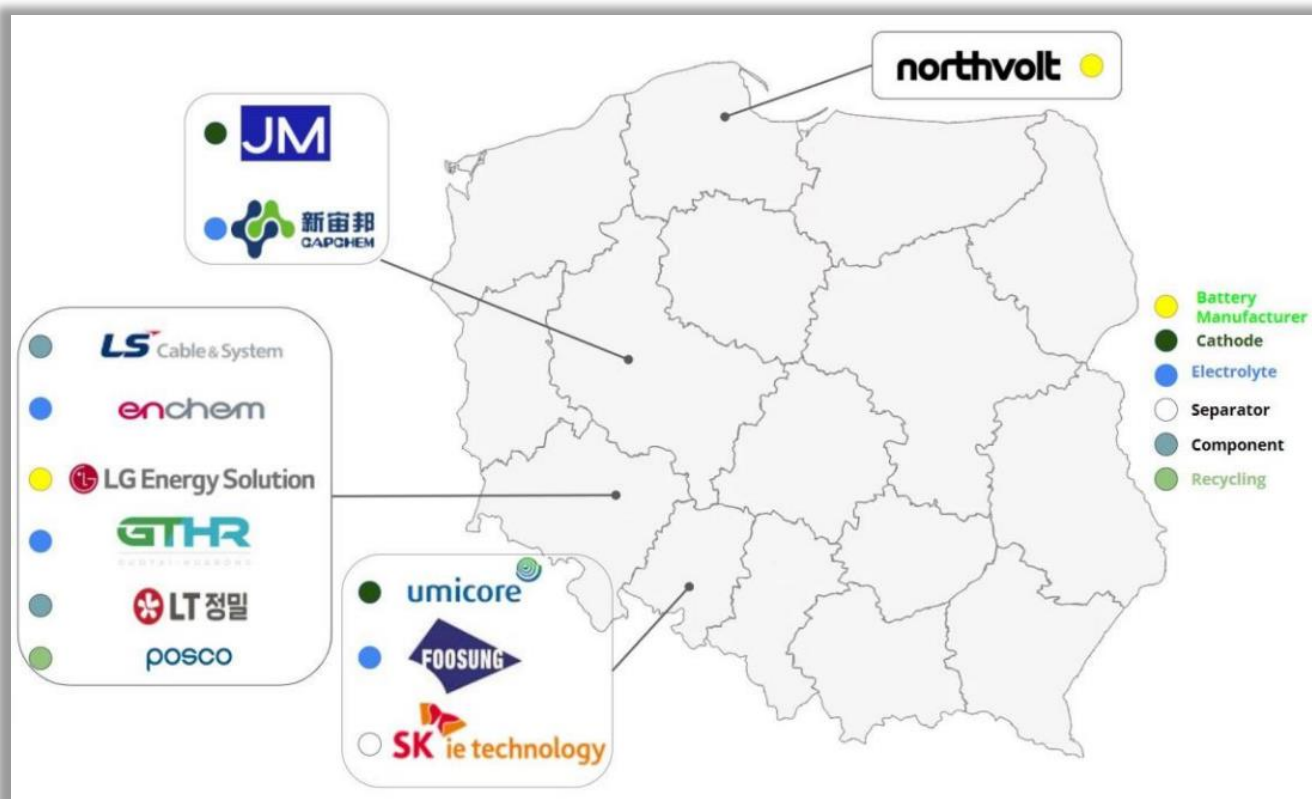 northvolt
JM
新宙邦
CAPCHEM
LS Cable & System
enchem
LG Energy Solution
GTHR
LT 정밀
posco
umicore
FOOSUNG
SK ie technology
Battery
Manufacturer
Cathode
Electrolyte
Separator
Component
Recycling